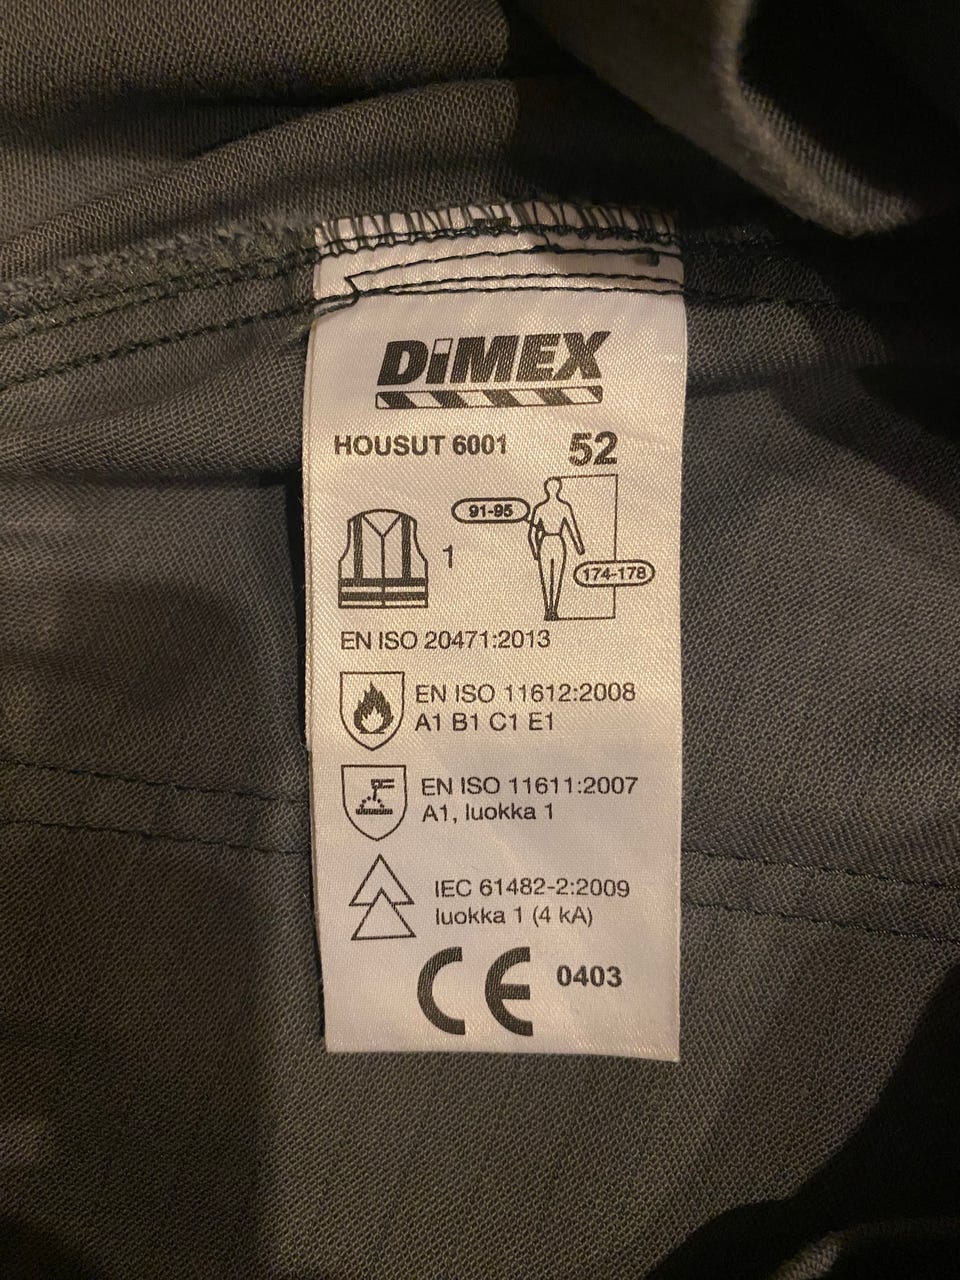 DiMEX
HOUSUT 6001 52
91-95
1
174-178
EN ISO 20471:2013
EN ISO 11612:2008
A1 B1 C1 E1
EN ISO 11611:2007
A1, luokka 1
IEC 61482-2:2009
luokka 1 (4 kA)
CE 0403